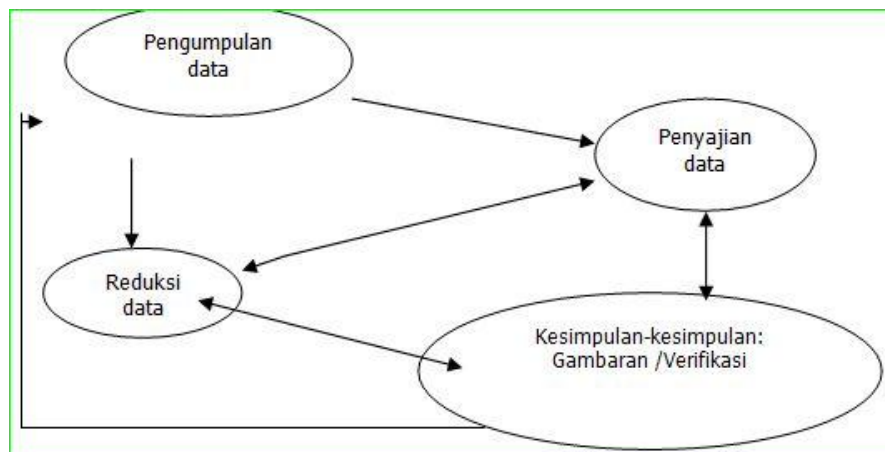 Pengumpulan
data
Penyajian
data
Reduksi
data
Kesimpulan-kesimpulan:
Gambaran /Verifikasi